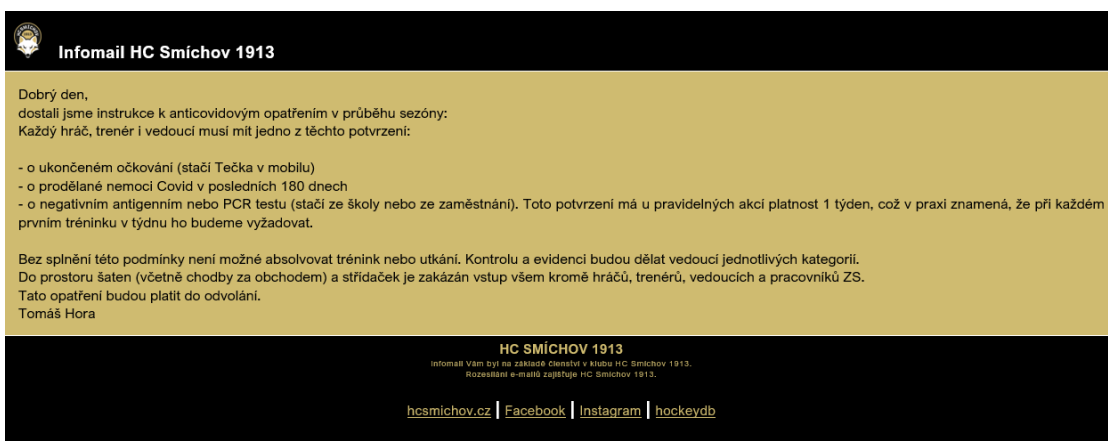 Infomail HC Smíchov 1913
Dobrý den,
dostali jsme instrukce k anticovidovým opatřením v průběhu sezóny:
Každý hráč, trenér i vedoucí musí mít jedno z těchto potvrzení:
- o ukončeném očkování (stačí Tečka v mobilu)
- o prodělané nemoci Covid v posledních 180 dnech
- o negativním antigenním nebo PCR testu (stačí ze školy nebo ze zaměstnání). Toto potvrzení má u pravidelných akcí platnost 1 týden, což v praxi znamená, že při každém
prvním tréninku v týdnu ho budeme vyžadovat.
Bez splnění této podmínky není možné absolvovat trénink nebo utkání. Kontrolu a evidenci budou dělat vedoucí jednotlivých kategorií.
Do prostoru šaten (včetně chodby za obchodem) a střídaček je zakázán vstup všem kromě hráčů, trenérů, vedoucích a pracovníků ZS.
Tato opatření budou platit do odvolání.
Tomáš Hora
HC SMÍCHOV 1913
Infomail Vám byl na základě členství v klubu HC Smíchov 1913.
Rozesílání e-mailů zajišťuje HC Smíchov 1913.
hcsmichov.cz | Facebook | Instagram | hockeydb